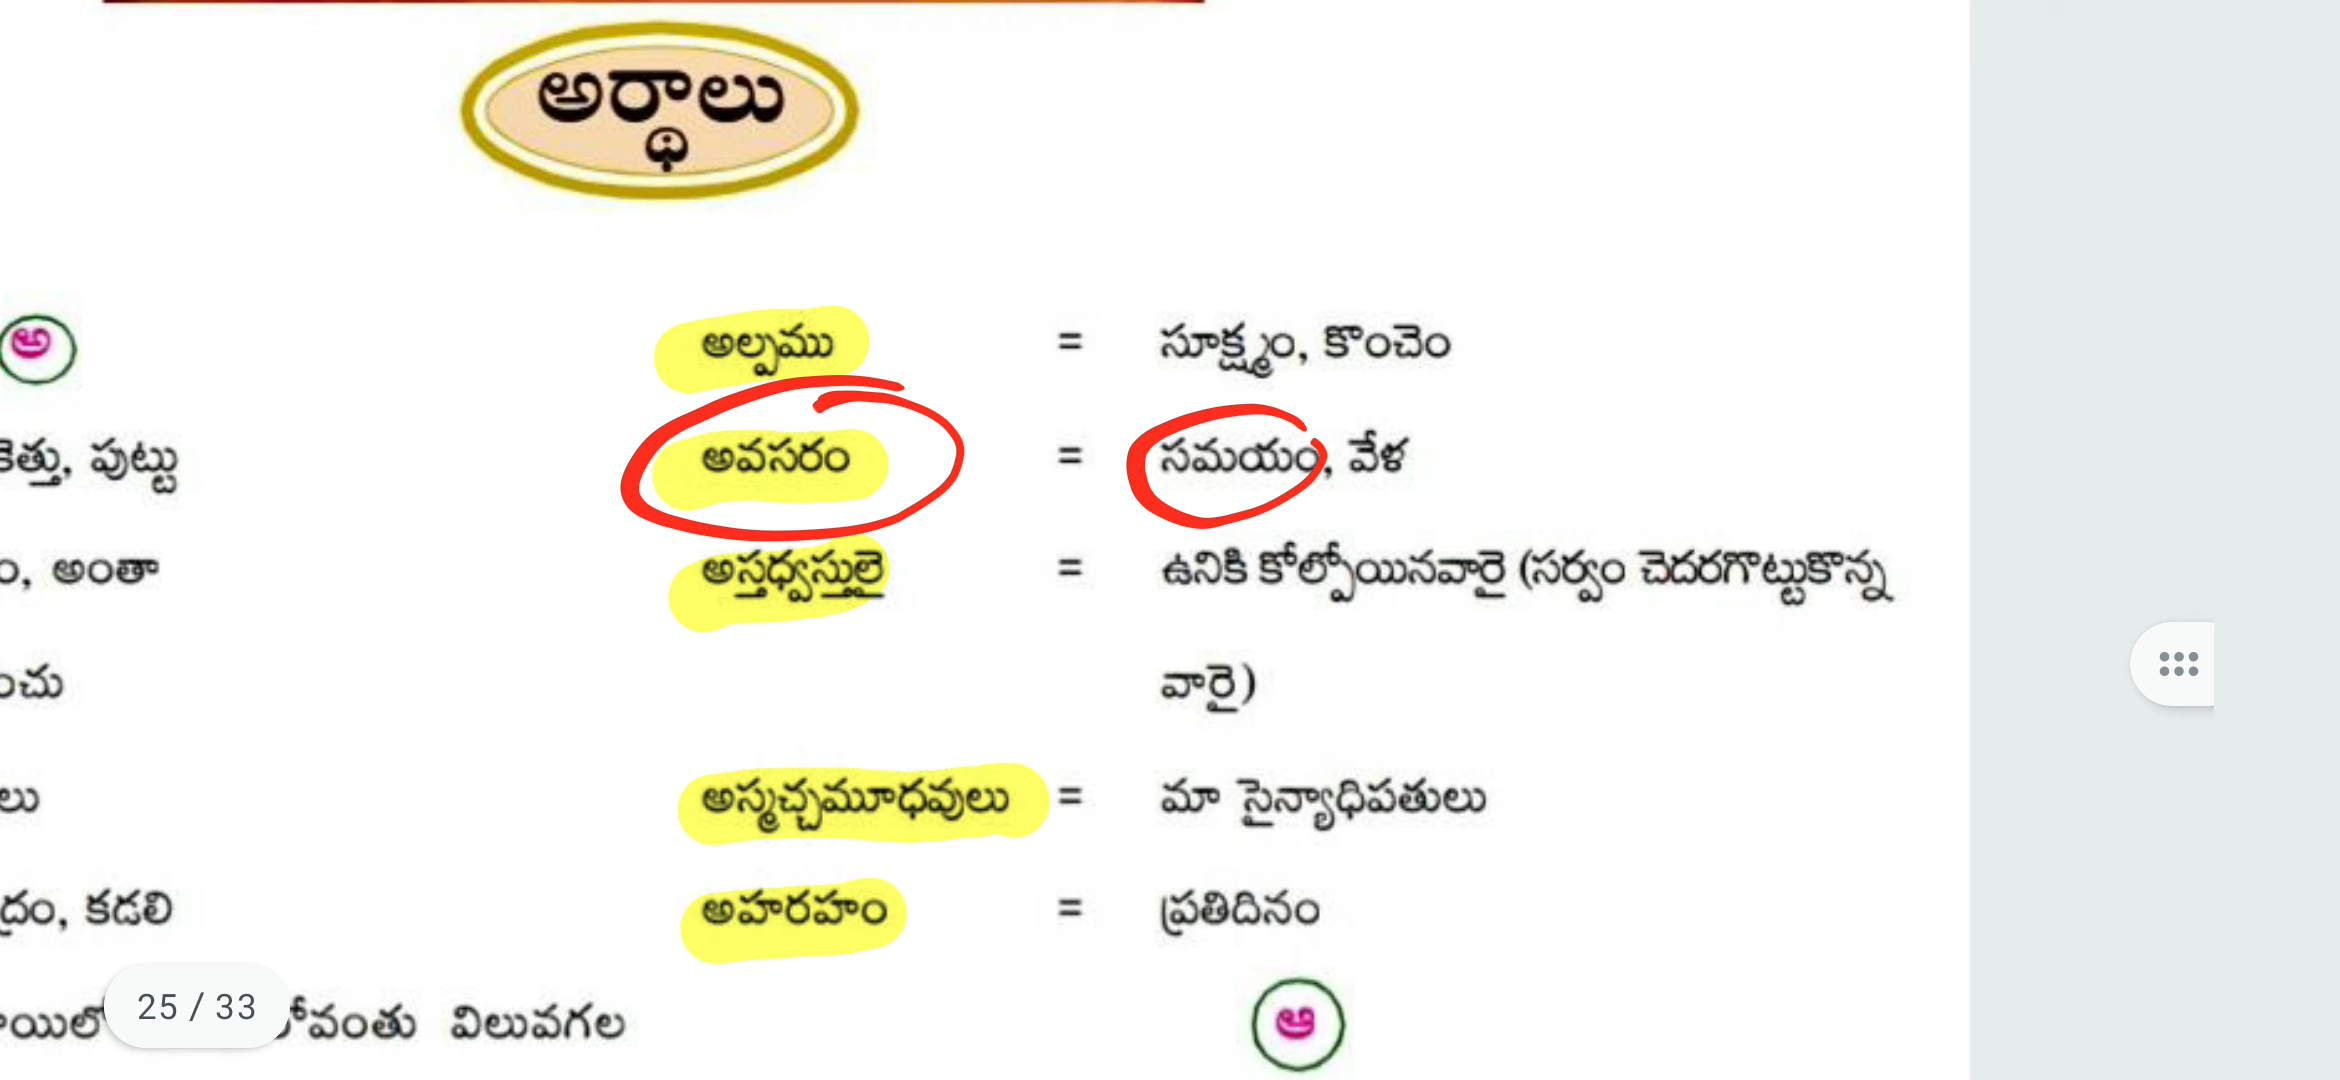 అర్థాలు
అ
కెత్తు, పుట్టు
ం, అంతా
ంచు
లు
ద్రం, కడలి
వంతు విలువగల
అల్పము = సూక్ష్మం, కొంచెం
అవసరం = సమయం, వేళ
అస్తధ్వస్తులై = ఉనికి కోల్పోయినవారై (సర్వం చెదరగొట్టుకొన్న
వారై)
అస్మచ్చమూధవులు = మా సైన్యాధిపతులు
అహరహం = ప్రతిదినం
ఆ
25 / 33